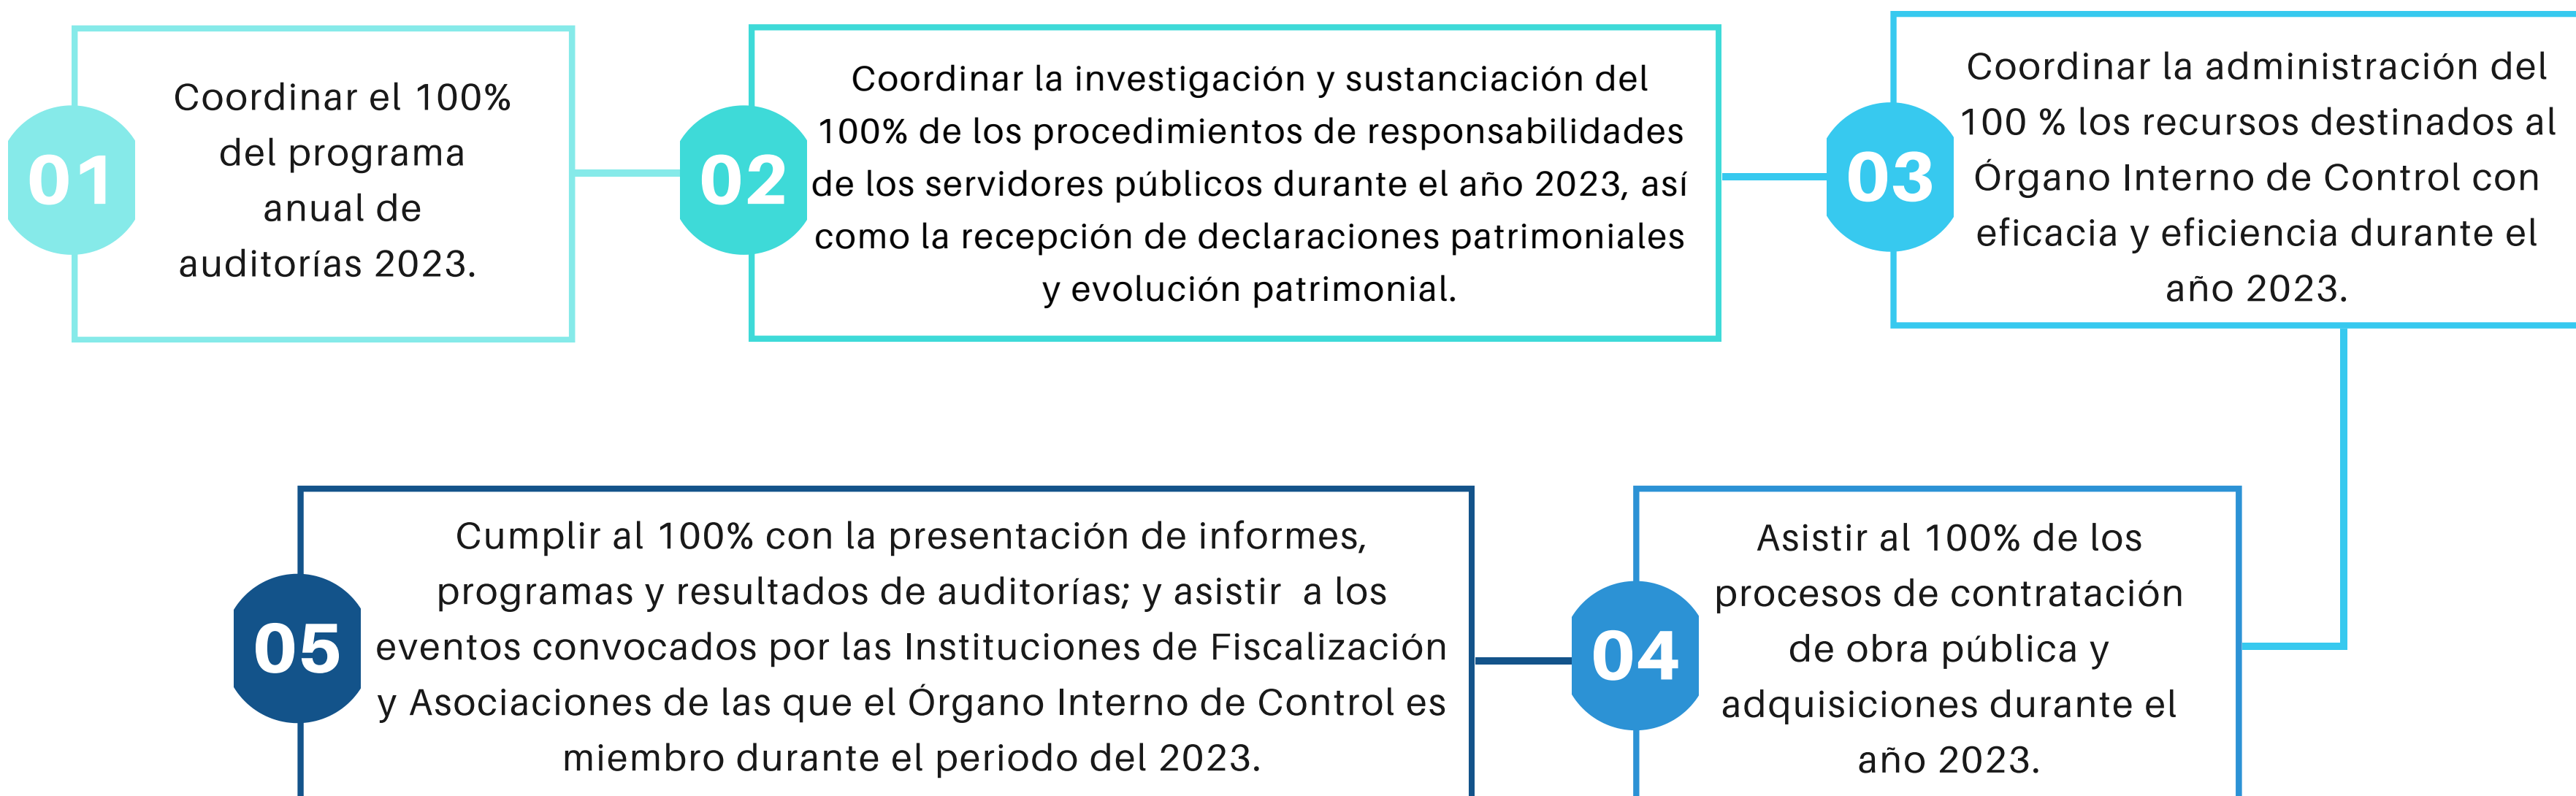 01
Coordinar el 100%
del programa
anual de
auditorías 2023.
02
Coordinar la investigación y sustanciación del
100% de los procedimientos de responsabilidades
de los servidores públicos durante el año 2023, así
como la recepción de declaraciones patrimoniales
y evolución patrimonial.
03
Coordinar la administración del
100 % los recursos destinados al
Órgano Interno de Control con
eficacia y eficiencia durante el
año 2023.
04
Asistir al 100% de los
procesos de contratación
de obra pública y
adquisiciones durante el
año 2023.
05
Cumplir al 100% con la presentación de informes,
programas y resultados de auditorías; y asistir  a los
eventos convocados por las Instituciones de Fiscalización
y Asociaciones de las que el Órgano Interno de Control es
miembro durante el periodo del 2023.